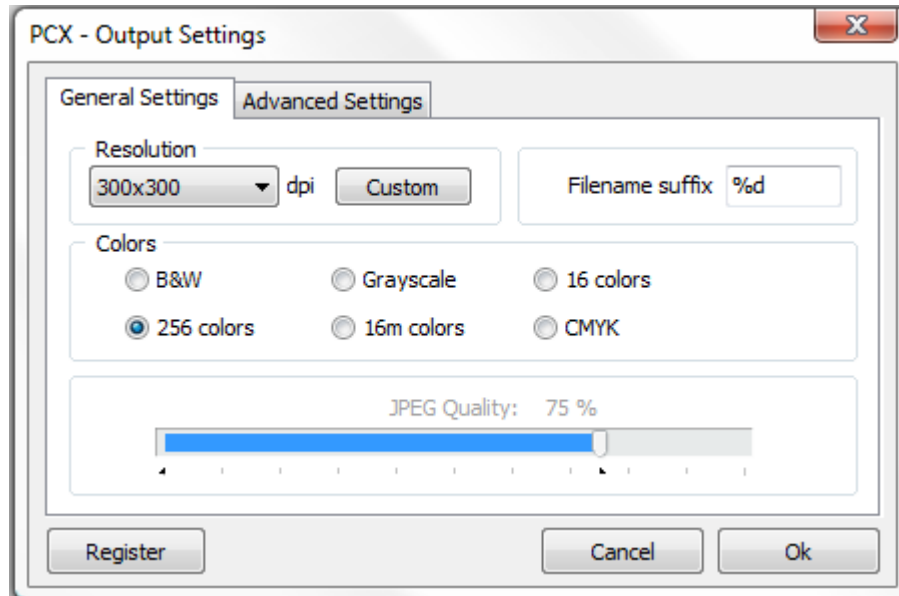 PCX - Output Settings
General Settings Advanced Settings
Resolution
300x300 dpi Custom
Filename suffix %d
Colors
B&W Grayscale 16 colors
256 colors 16m colors CMYK
JPEG Quality: 75 %
Register Cancel Ok